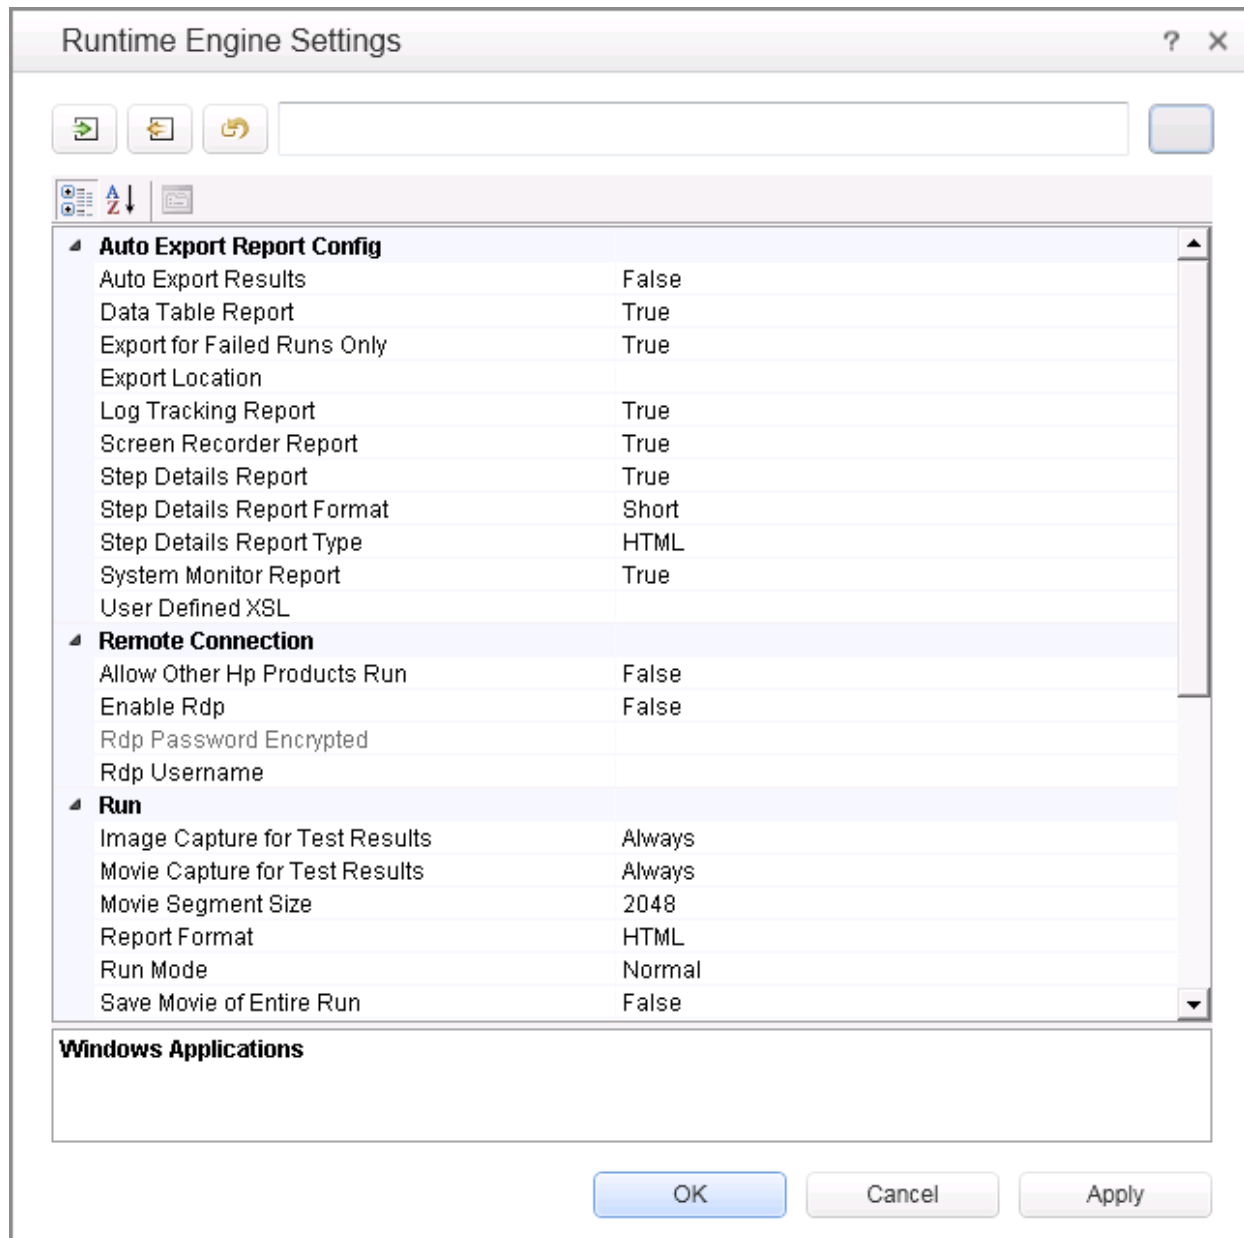 Runtime Engine Settings ? ×
A Z
Auto Export Report Config
Auto Export Results False
Data Table Report True
Export for Failed Runs Only True
Export Location
Log Tracking Report True
Screen Recorder Report True
Step Details Report True
Step Details Report Format Short
Step Details Report Type HTML
System Monitor Report True
User Defined XSL
Remote Connection
Allow Other Hp Products Run False
Enable Rdp False
Rdp Password Encrypted
Rdp Username
Run
Image Capture for Test Results Always
Movie Capture for Test Results Always
Movie Segment Size 2048
Report Format HTML
Run Mode Normal
Save Movie of Entire Run False
Windows Applications
OK Cancel Apply